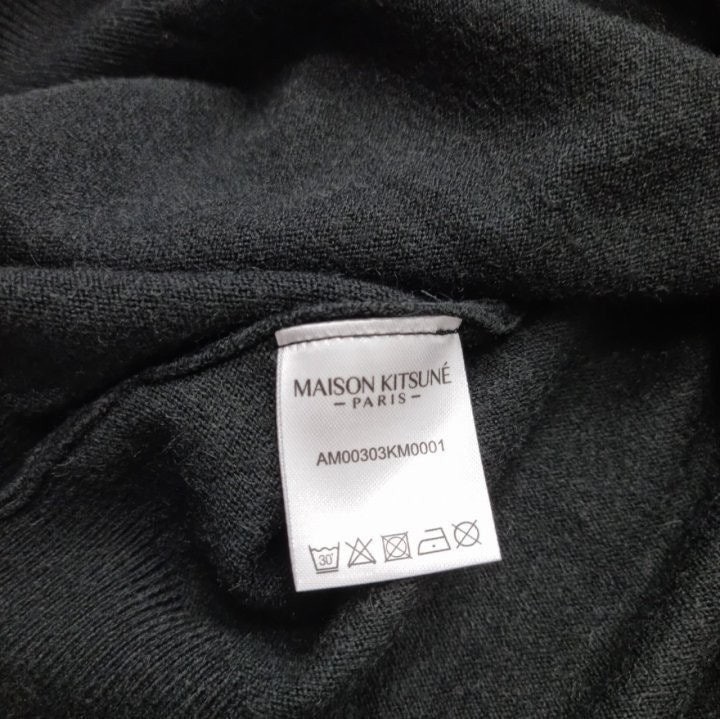 MAISON KITSUNÉ
- PARIS -
AM00303KM0001
30°